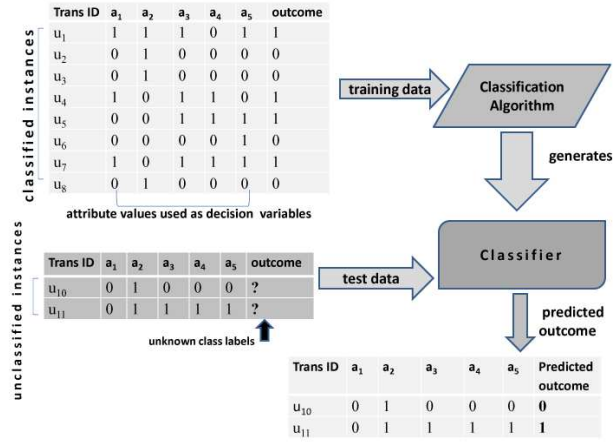 Trans ID a1 a2 a3 a4 a5 outcome
u1 1 1 1 0 1 1
u2 0 1 0 0 0 0
u3 0 1 0 0 0 0
u4 1 0 1 1 0 1
u5 0 0 1 1 1 1
u6 0 0 0 0 1 0
u7 1 0 1 1 1 1
u8 0 1 0 0 0 0
classified instances
attribute values used as decision variables
training data
Classification
Algorithm
generates
Classifier
unclassified instances
Trans ID a1 a2 a3 a4 a5 outcome
u10 0 1 0 0 0 ?
u11 0 1 1 1 1 ?
unknown class labels
test data
predicted
outcome
Trans ID a1 a2 a3 a4 a5 Predicted
outcome
u10 0 1 0 0 0 0
u11 0 1 1 1 1 1